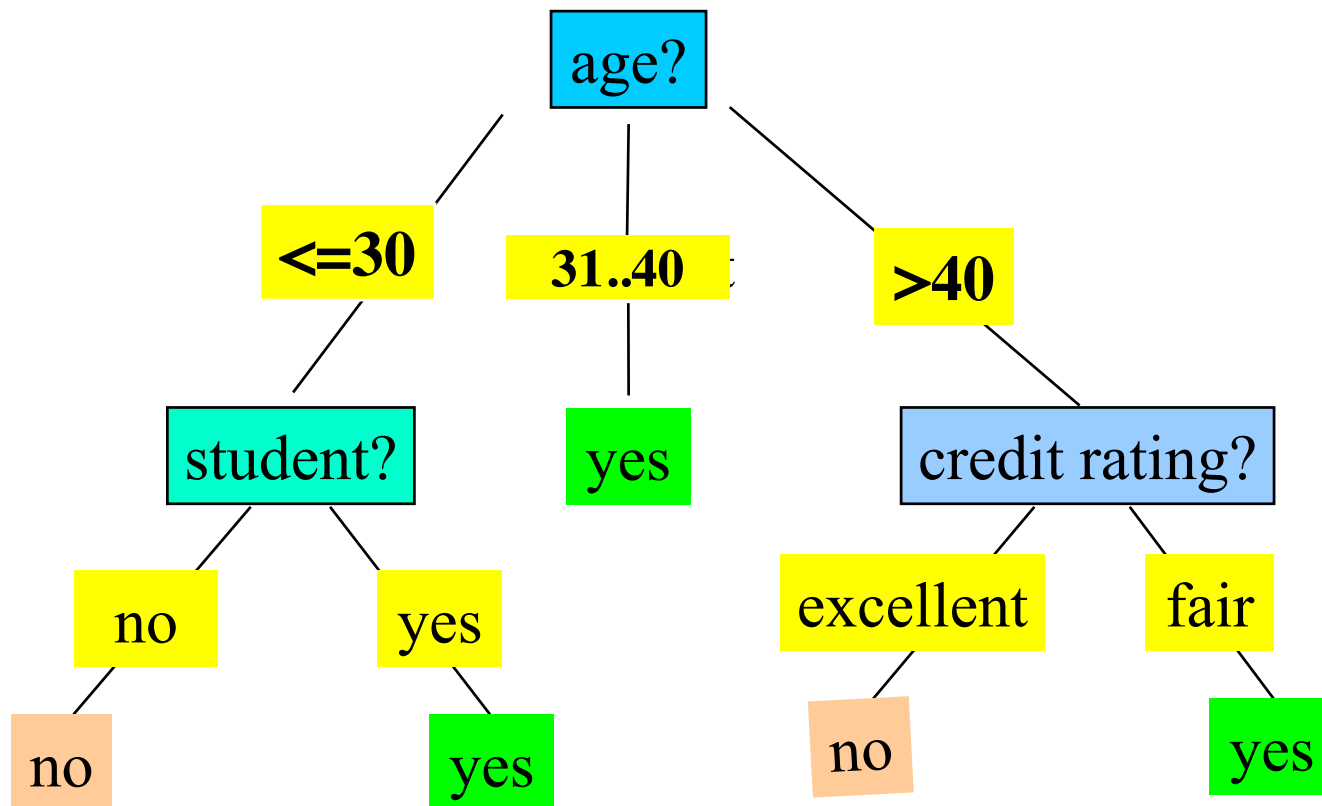 age?
<=30
31..40
>40
student?
yes
credit rating?
no
yes
excellent
fair
no
yes
no
yes